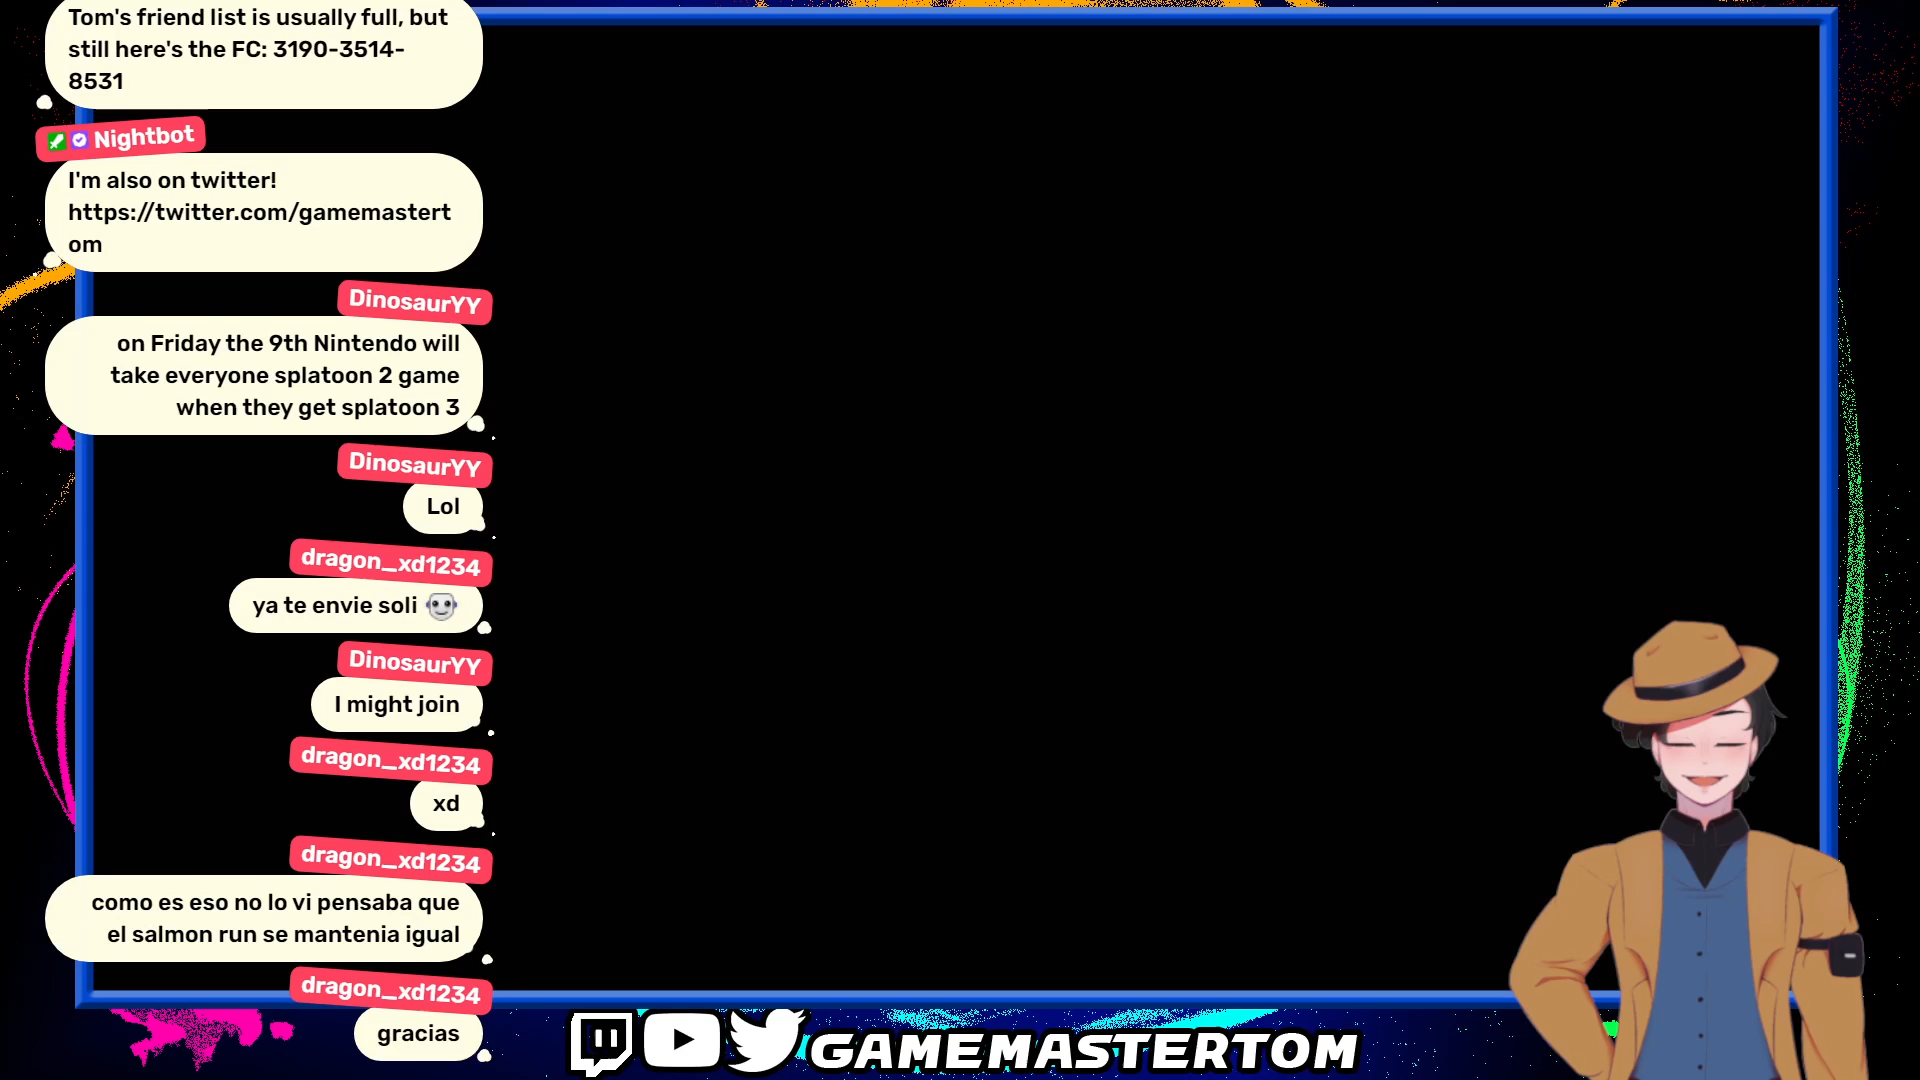 Tom's friend list is usually full, but
still here's the FC: 3190-3514-
8531
Nightbot
I'm also on twitter!
https://twitter.com/gamemastert
om
DinosaurYY
on Friday the 9th Nintendo will
take everyone splatoon 2 game
when they get splatoon 3
DinosaurYY
Lol
dragon_xd1234
ya te envie soli
DinosaurYY
I might join
dragon_xd1234
xd
dragon_xd1234
como es eso no lo vi pensaba que
el salmon run se mantenia igual
dragon_xd1234
gracias
GAMEMASTERTOM